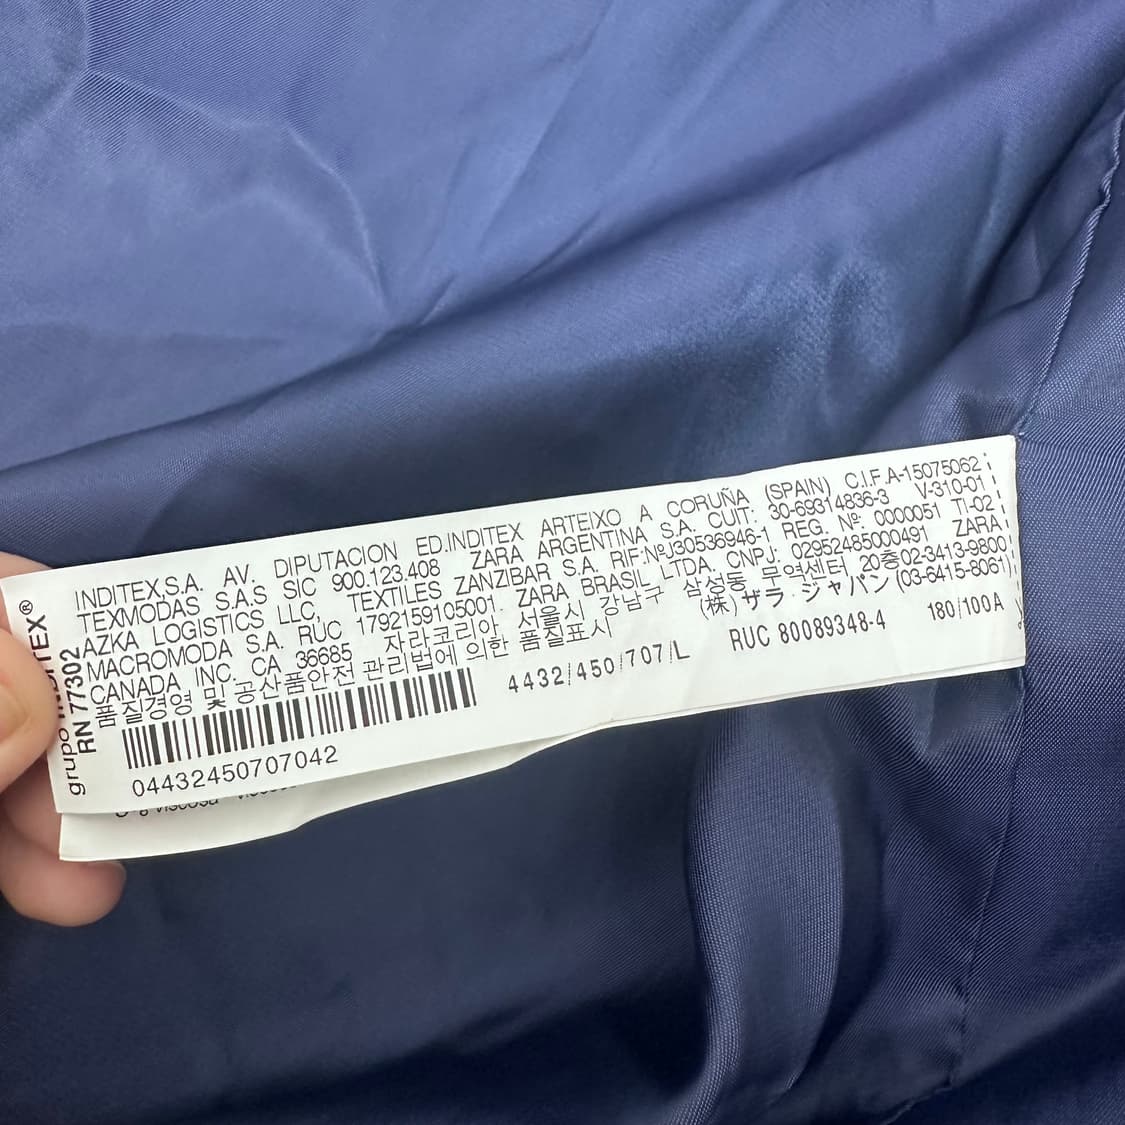 INDITEX,S.A. AV. DIPUTACION ED.INDITEX ARTEIXO A CORUÑA (SPAIN) C.I.F.A-15075062
TEXMODAS S.A.S SIC 900.123.408 ZARA ARGENTINA S.A. CUIT: 30-69314836-3 V-310-01
AZKA LOGISTICS LLC, TEXTILES ZANZIBAR S.A. RIF:NºJ30536946-1 REG. Nº: 0000051 TI-02
MACROMODA S.A. RUC 1792159105001. ZARA BRASIL LTDA. CNPJ: 02952485000491 ZARA
CANADA INC. CA 36685 자라코리아 서울시 강남구 삼성동 무역센터 20층02-3413-9800
품질경영 및 공산품안전 관리법에 의한 품질표시 (株) ザラ・ジャパン (03-6415-8061)
4432/450/707/L RUC 80089348-4 180/100A
04432450707042
grupo INDITEX®
RN 77302